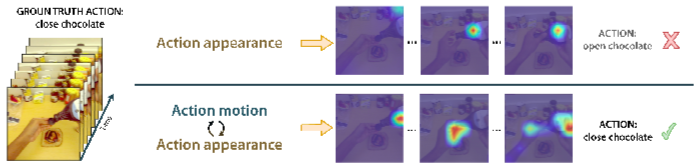 GROUN TRUTH ACTION:
close chocolate
Time
Action appearance
...
...
ACTION:
open chocolate
Action motion
Action appearance
...
...
ACTION:
close chocolate